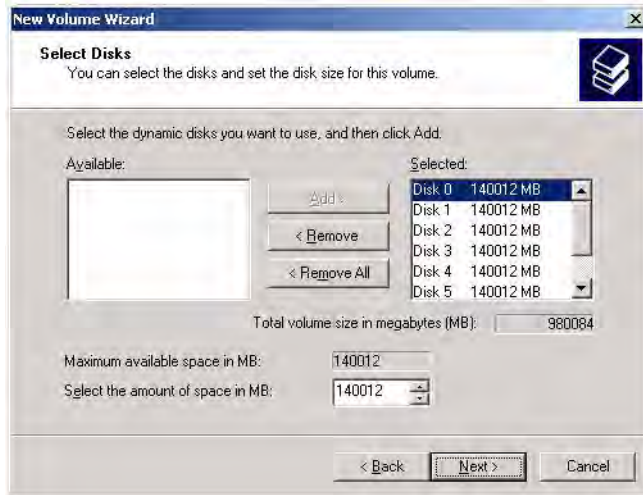 New Volume Wizard
Select Disks
You can select the disks and set the disk size for this volume.
Select the dynamic disks you want to use, and then click Add.
Available:
Selected:
Add >
< Remove
< Remove All
Disk 0 140012 MB
Disk 1 140012 MB
Disk 2 140012 MB
Disk 3 140012 MB
Disk 4 140012 MB
Disk 5 140012 MB
Total volume size in megabytes (MB): 980084
Maximum available space in MB: 140012
Select the amount of space in MB: 140012
< Back Next > Cancel